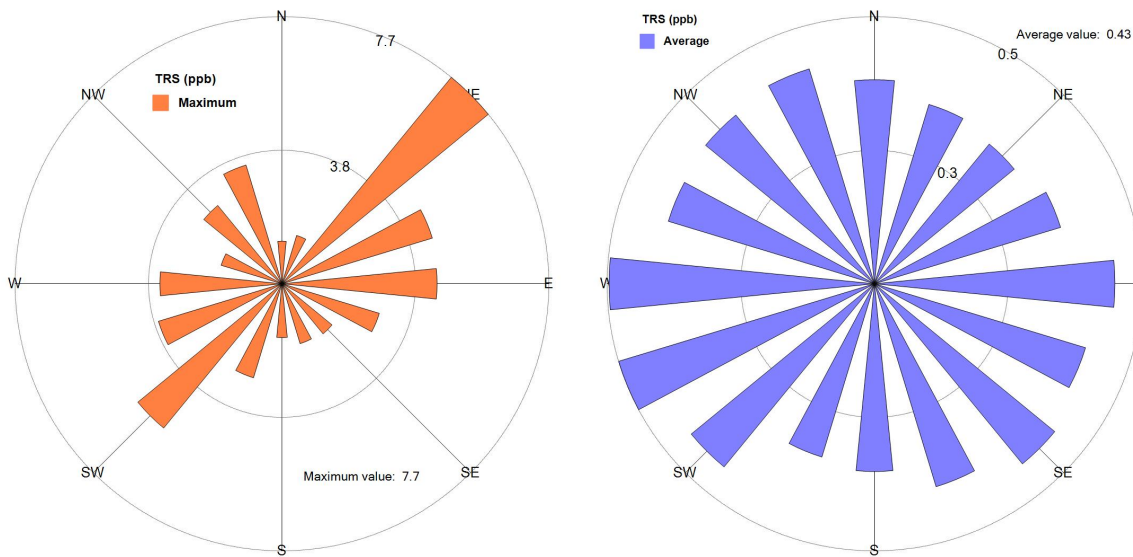 N
7.7
TRS (ppb)
Maximum
NW
NE
3.8
W
E
SW
SE
Maximum value: 7.7
S
N
TRS (ppb)
Average
Average value: 0.43
0.5
NW
NE
0.3
W
SW
SE
S